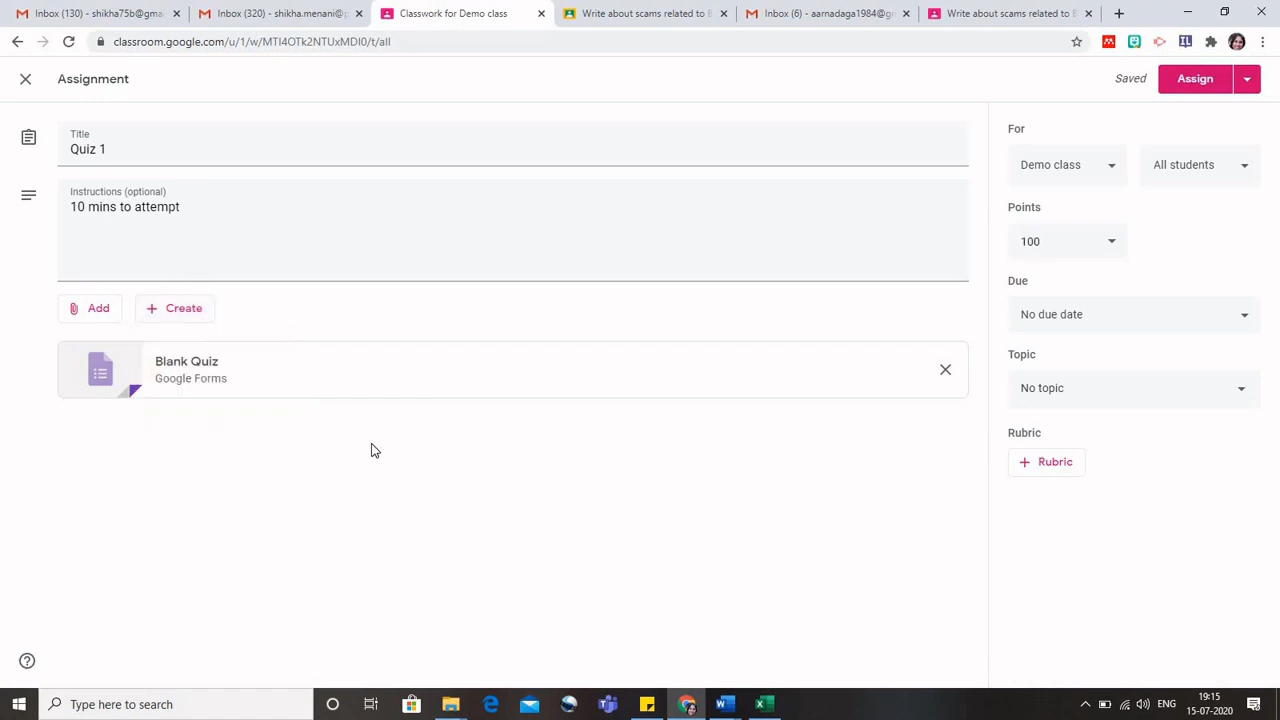 Inbox (130) - shikha75b@gma
Inbox (320) - shikha.menani@p
Classwork for Demo class
Write about scams related to B
Inbox (6) - aarnadaga1984@g
Write about scams related to B
classroom.google.com/u/1/w/MTI4OTk2NTUxMDI0/t/all
Assignment
Saved
Assign
Title
Quiz 1
Instructions (optional)
10 mins to attempt
Add
Create
Blank Quiz
Google Forms
For
Demo class
All students
Points
100
Due
No due date
Topic
No topic
Rubric
Rubric
Type here to search
ENG
19:15
15-07-2020